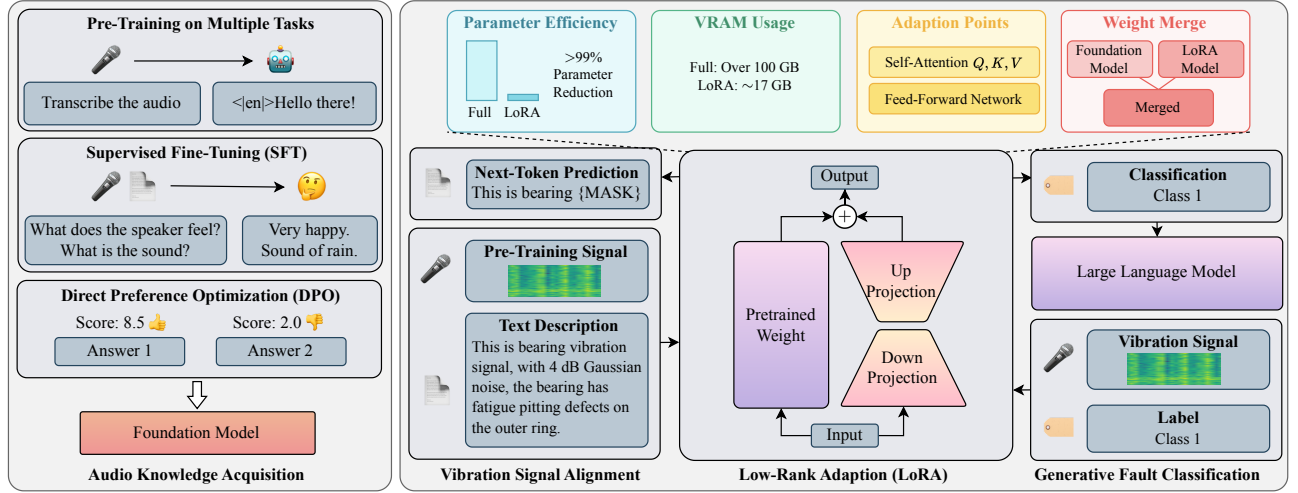 Pre-Training on Multiple Tasks
Transcribe the audio
<|en|>Hello there!
Supervised Fine-Tuning (SFT)
What does the speaker feel?
What is the sound?
Very happy.
Sound of rain.
Direct Preference Optimization (DPO)
Score: 8.5
Score: 2.0
Answer 1
Answer 2
Foundation Model
Audio Knowledge Acquisition
Parameter Efficiency
>99%
Parameter
Reduction
Full
LoRA
VRAM Usage
Full: Over 100 GB
LoRA: ~17 GB
Adaption Points
Self-Attention Q, K, V
Feed-Forward Network
Weight Merge
Foundation
Model
LoRA
Model
Merged
Next-Token Prediction
This is bearing {MASK}
Pre-Training Signal
Text Description
This is bearing vibration
signal, with 4 dB Gaussian
noise, the bearing has
fatigue pitting defects on
the outer ring.
Vibration Signal Alignment
Output
+
Pretrained
Weight
Up
Projection
Down
Projection
Input
Low-Rank Adaption (LoRA)
Classification
Class 1
Large Language Model
Vibration Signal
Label
Class 1
Generative Fault Classification